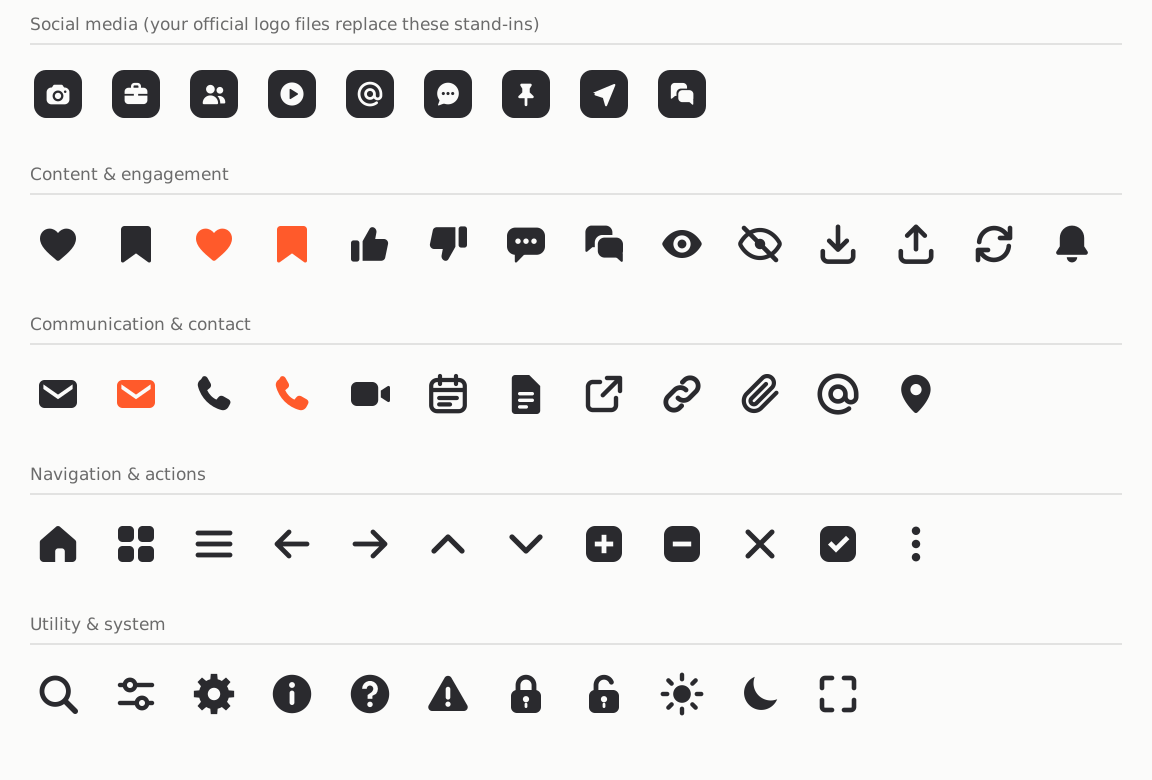 Social media (your official logo files replace these stand-ins)
Content & engagement
Communication & contact
Navigation & actions
Utility & system